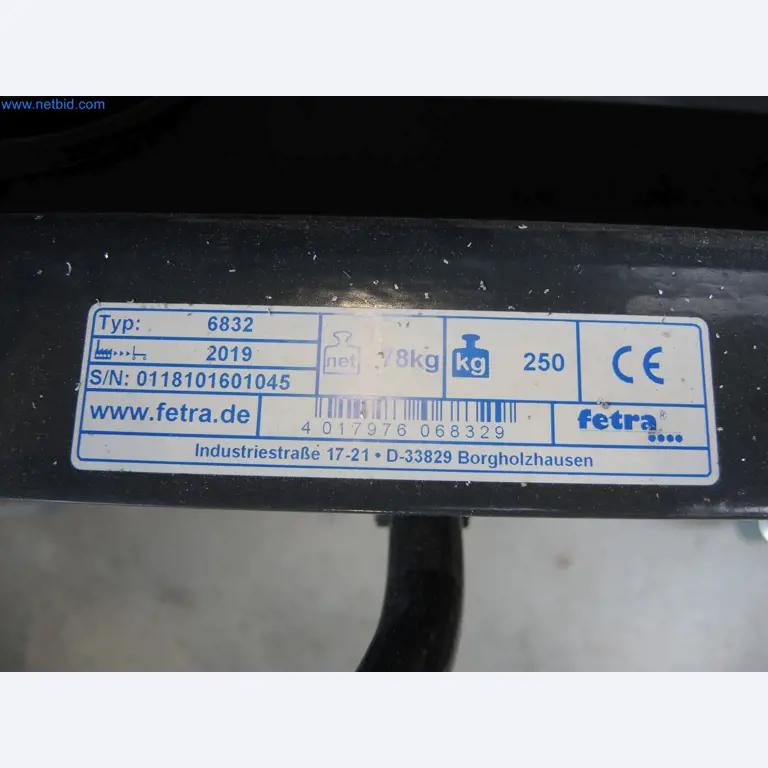 www.netbid.com
Typ: 6832
2019
S/N: 0118101601045
net
kg 250
CE
www.fetra.de
4 017976 068329
fetra®
Industriestraße 17-21 • D-33829 Borgholzhausen